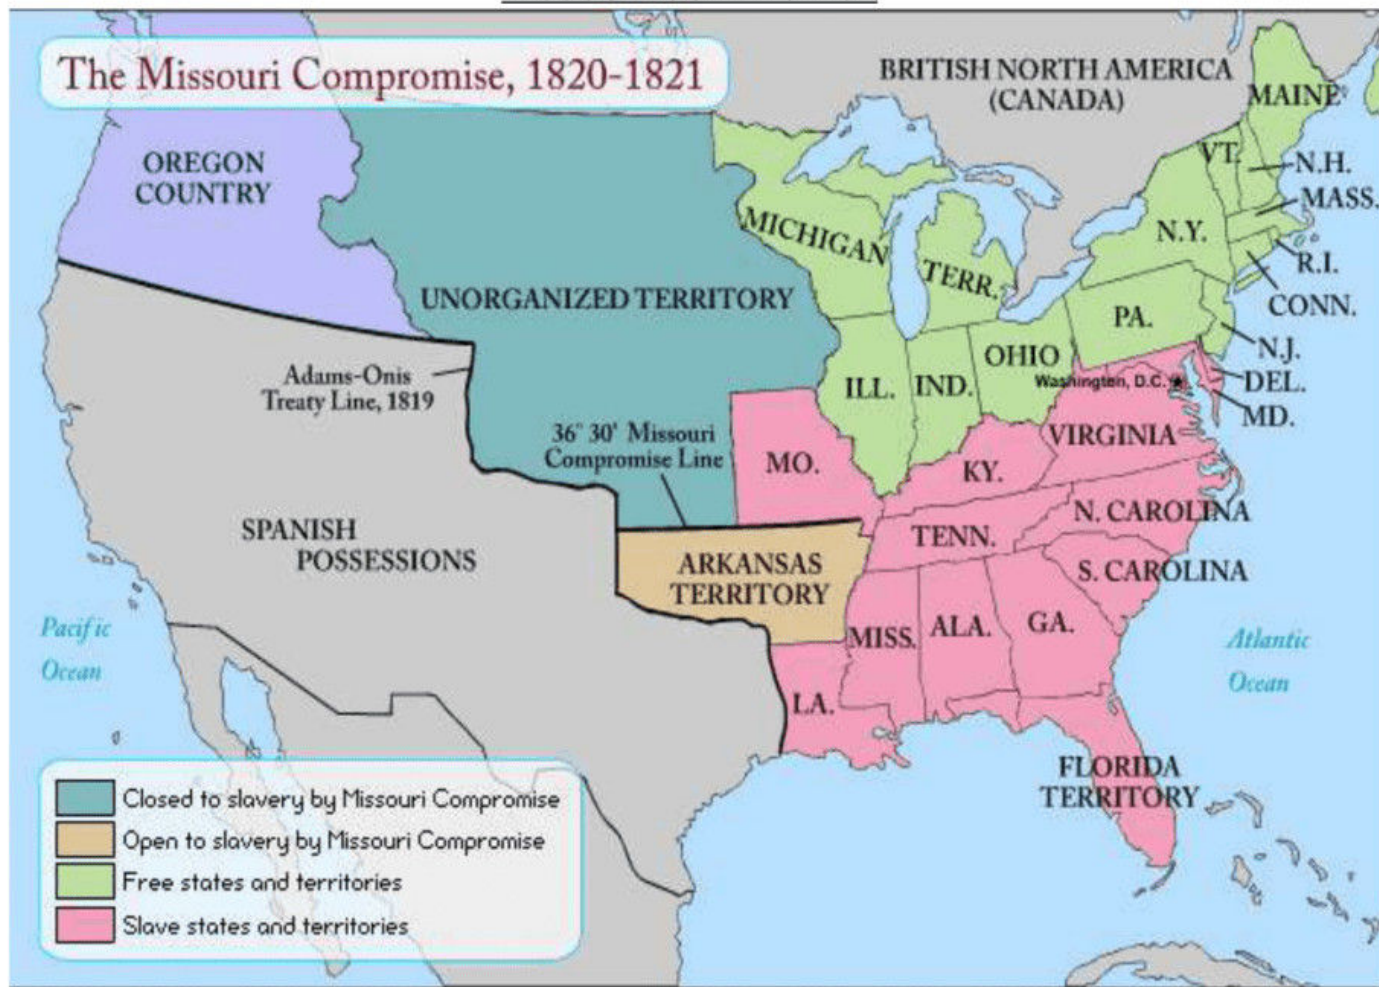 The Missouri Compromise, 1820-1821
BRITISH NORTH AMERICA
(CANADA)
MAINE
OREGON
COUNTRY
VT.
N.H.
MASS.
MICHIGAN
TERR.
N.Y.
R.I.
CONN.
UNORGANIZED TERRITORY
PA.
N.J.
OHIO
Adams-Onis
Treaty Line, 1819
ILL.
IND.
Washington, D.C.
DEL.
MD.
36° 30' Missouri
Compromise Line
MO.
VIRGINIA
KY.
SPANISH
POSSESSIONS
N. CAROLINA
TENN.
ARKANSAS
TERRITORY
S. CAROLINA
Pacific
Ocean
MISS.
ALA.
GA.
Atlantic
Ocean
LA.
FLORIDA
TERRITORY
Closed to slavery by Missouri Compromise
Open to slavery by Missouri Compromise
Free states and territories
Slave states and territories